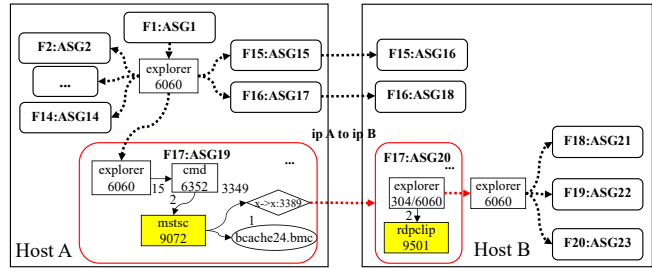 F1:ASG1
F2:ASG2
...
F14:ASG14
explorer
6060
F15:ASG15
F16:ASG17
F15:ASG16
F16:ASG18
ip A to ip B
F17:ASG19
...
explorer
6060
15
cmd
6352
3349
2
x->x:3389
mstsc
9072
1
bcache24.bmc
Host A
...
F17:ASG20
explorer
304/6060
2
rdpclip
9501
explorer
6060
F18:ASG21
F19:ASG22
F20:ASG23
Host B